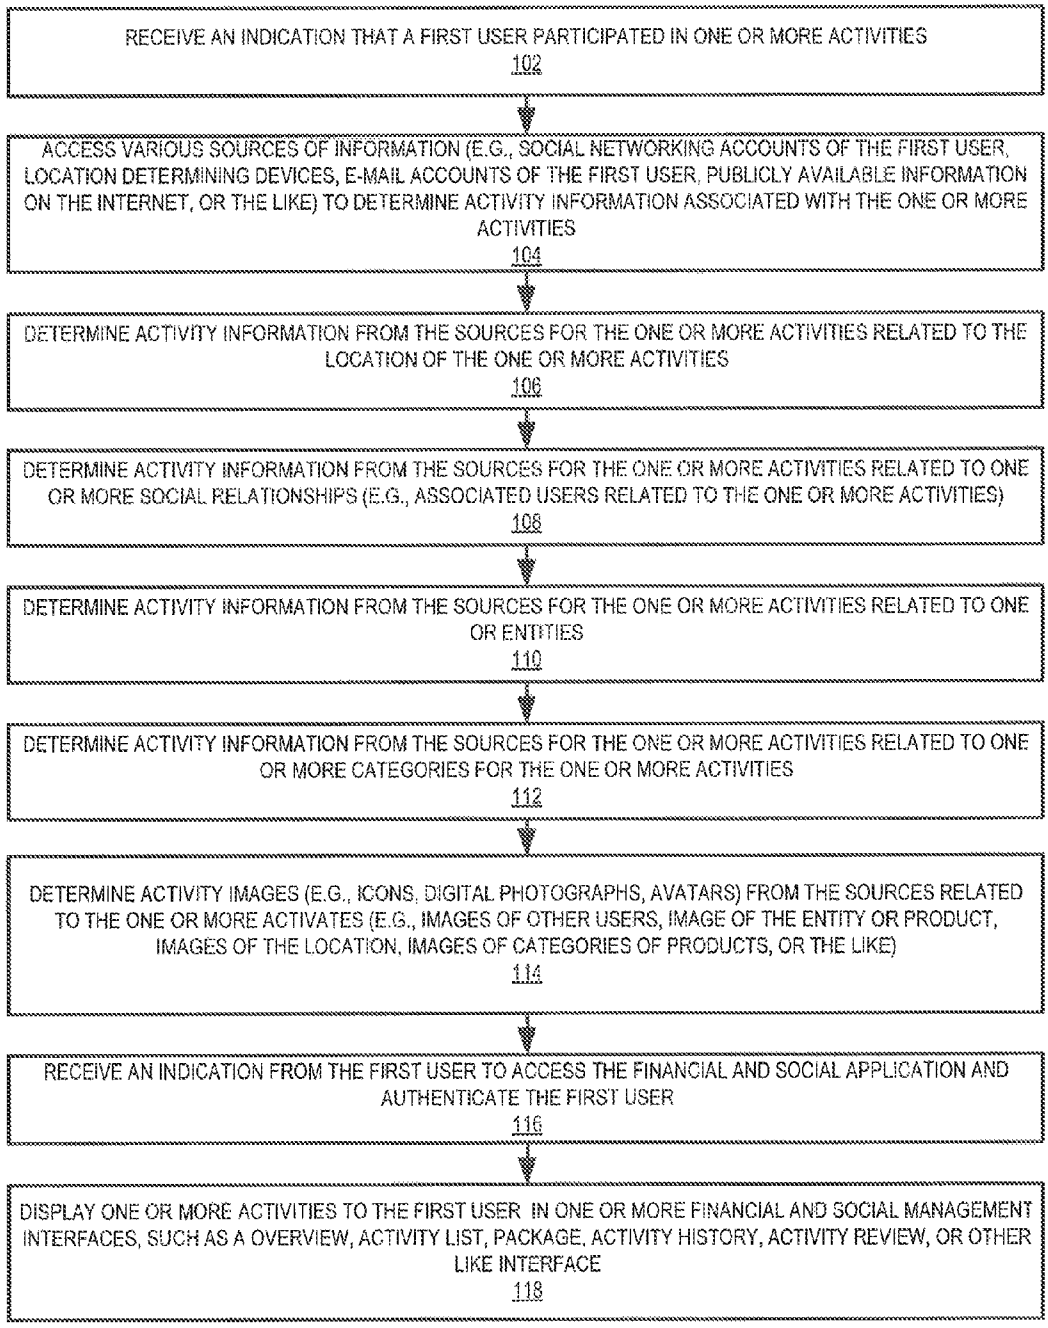 RECEIVE AN INDICATION THAT A FIRST USER PARTICIPATED IN ONE OR MORE ACTIVITIES
102
ACCESS VARIOUS SOURCES OF INFORMATION (E.G., SOCIAL NETWORKING ACCOUNTS OF THE FIRST USER,
LOCATION DETERMINING DEVICES, E-MAIL ACCOUNTS OF THE FIRST USER, PUBLICLY AVAILABLE INFORMATION
ON THE INTERNET, OR THE LIKE) TO DETERMINE ACTIVITY INFORMATION ASSOCIATED WITH THE ONE OR MORE
ACTIVITIES
104
DETERMINE ACTIVITY INFORMATION FROM THE SOURCES FOR THE ONE OR MORE ACTIVITIES RELATED TO THE
LOCATION OF THE ONE OR MORE ACTIVITIES
106
DETERMINE ACTIVITY INFORMATION FROM THE SOURCES FOR THE ONE OR MORE ACTIVITIES RELATED TO ONE
OR MORE SOCIAL RELATIONSHIPS (E.G., ASSOCIATED USERS RELATED TO THE ONE OR MORE ACTIVITIES)
108
DETERMINE ACTIVITY INFORMATION FROM THE SOURCES FOR THE ONE OR MORE ACTIVITIES RELATED TO ONE
OR ENTITIES
110
DETERMINE ACTIVITY INFORMATION FROM THE SOURCES FOR THE ONE OR MORE ACTIVITIES RELATED TO ONE
OR MORE CATEGORIES FOR THE ONE OR MORE ACTIVITIES
112
DETERMINE ACTIVITY IMAGES (E.G., ICONS, DIGITAL PHOTOGRAPHS, AVATARS) FROM THE SOURCES RELATED
TO THE ONE OR MORE ACTIVATES (E.G., IMAGES OF OTHER USERS, IMAGE OF THE ENTITY OR PRODUCT,
IMAGES OF THE LOCATION, IMAGES OF CATEGORIES OF PRODUCTS, OR THE LIKE)
114
RECEIVE AN INDICATION FROM THE FIRST USER TO ACCESS THE FINANCIAL AND SOCIAL APPLICATION AND
AUTHENTICATE THE FIRST USER
116
DISPLAY ONE OR MORE ACTIVITIES TO THE FIRST USER IN ONE OR MORE FINANCIAL AND SOCIAL MANAGEMENT
INTERFACES, SUCH AS A OVERVIEW, ACTIVITY LIST, PACKAGE, ACTIVITY HISTORY, ACTIVITY REVIEW, OR OTHER
LIKE INTERFACE
118